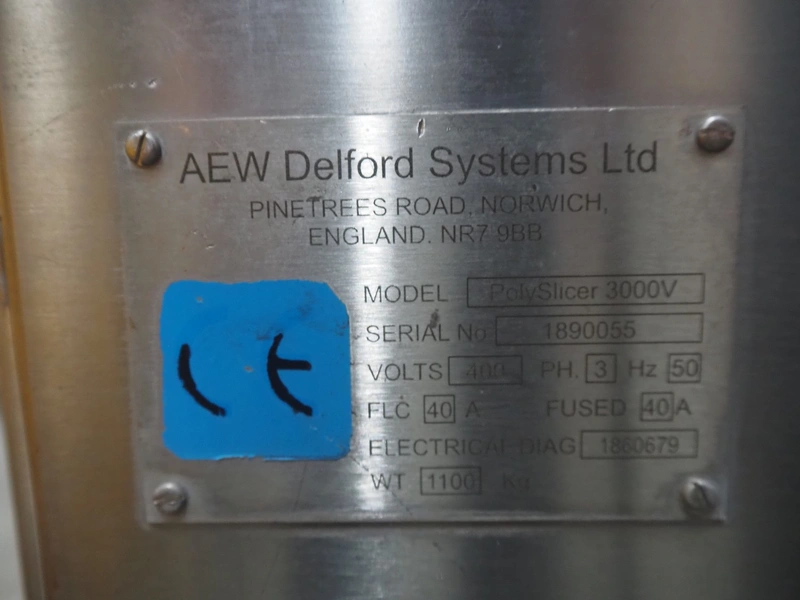 AEW Delford Systems Ltd
PINETREES ROAD. NORWICH,
ENGLAND. NR7 9BB
MODEL PolySlicer 3000V
SERIAL No 1890055
VOLTS 400 PH. 3 Hz 50
FLC 40 A FUSED 40 A
ELECTRICAL DIAG 1860679
WT 1100 Kg
CE